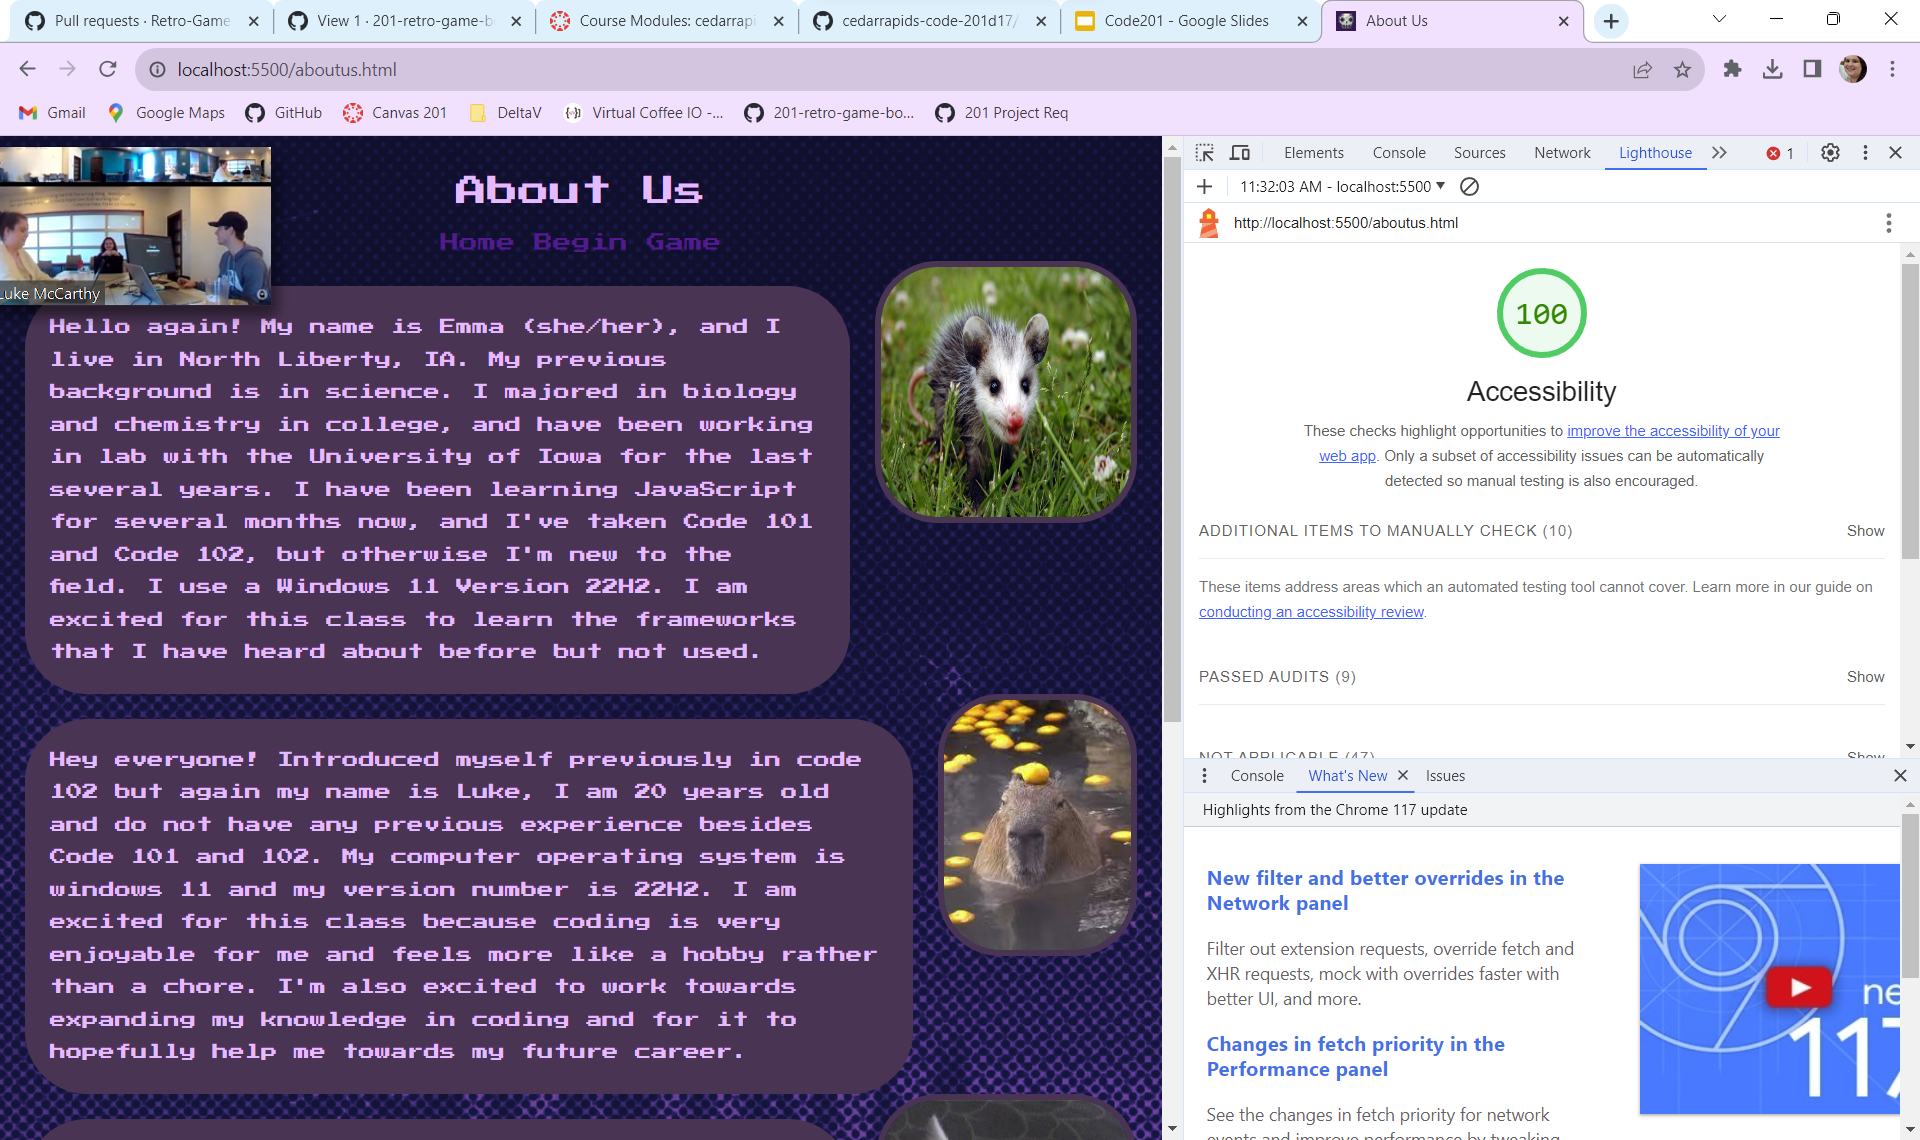 Pull requests · Retro-Game
View 1 · 201-retro-game-b
Course Modules: cedarrapi
cedarrapids-code-201d17/
Code201 - Google Slides
About Us
localhost:5500/aboutus.html
Gmail
Google Maps
GitHub
Canvas 201
DeltaV
Virtual Coffee IO -...
201-retro-game-bo...
201 Project Req
Luke McCarthy
About Us
Home Begin Game
Hello again! My name is Emma (she/her), and I
live in North Liberty, IA. My previous
background is in science. I majored in biology
and chemistry in college, and have been working
in lab with the University of Iowa for the last
several years. I have been learning JavaScript
for several months now, and I've taken Code 101
and Code 102, but otherwise I'm new to the
field. I use a Windows 11 Version 22H2. I am
excited for this class to learn the frameworks
that I have heard about before but not used.
Hey everyone! Introduced myself previously in code
102 but again my name is Luke, I am 20 years old
and do not have any previous experience besides
Code 101 and 102. My computer operating system is
windows 11 and my version number is 22H2. I am
excited for this class because coding is very
enjoyable for me and feels more like a hobby rather
than a chore. I'm also excited to work towards
expanding my knowledge in coding and for it to
hopefully help me towards my future career.
Elements Console Sources Network Lighthouse 1
11:32:03 AM - localhost:5500
http://localhost:5500/aboutus.html
100
Accessibility
These checks highlight opportunities to improve the accessibility of your
web app. Only a subset of accessibility issues can be automatically
detected so manual testing is also encouraged.
ADDITIONAL ITEMS TO MANUALLY CHECK (10) Show
These items address areas which an automated testing tool cannot cover. Learn more in our guide on
conducting an accessibility review.
PASSED AUDITS (9) Show
NOT APPLICABLE (47) Show
Console What's New Issues
Highlights from the Chrome 117 update
New filter and better overrides in the
Network panel
Filter out extension requests, override fetch and
XHR requests, mock with overrides faster with
better UI, and more.
Changes in fetch priority in the
Performance panel
See the changes in fetch priority for network
events and improve performance by tweaking
ne
117